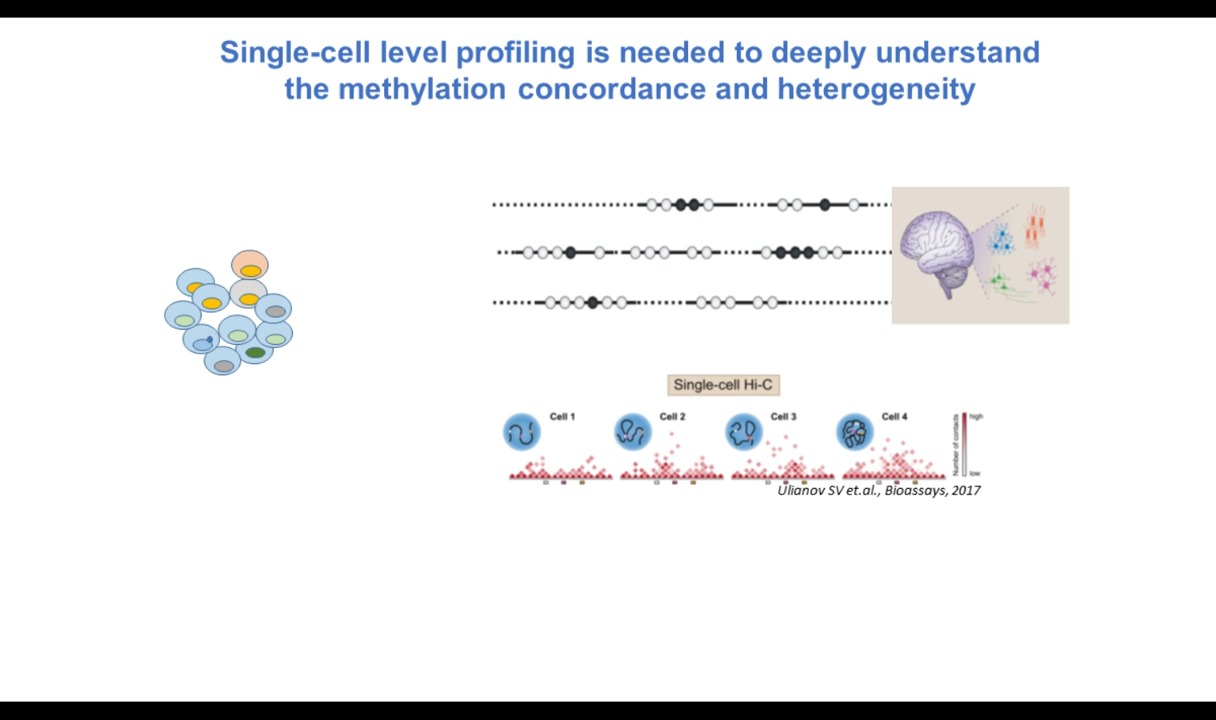 Single-cell level profiling is needed to deeply understand
the methylation concordance and heterogeneity
Single-cell Hi-C
Cell 1
Cell 2
Cell 3
Cell 4
Number of contacts
high
low
Ulianov SV et.al., Bioassays, 2017